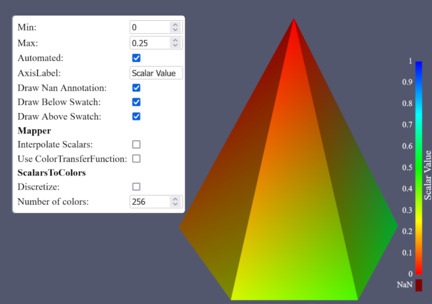 Min: 0
Max: 0.25
Automated:
AxisLabel: Scalar Value
Draw Nan Annotation:
Draw Below Swatch:
Draw Above Swatch:
Mapper
Interpolate Scalars:
Use ColorTransferFunction:
ScalarsToColors
Discretize:
Number of colors: 256
1
0.9
0.8
0.7
0.6
0.5
0.4
0.3
0.2
0.1
0
NaN
Scalar Value